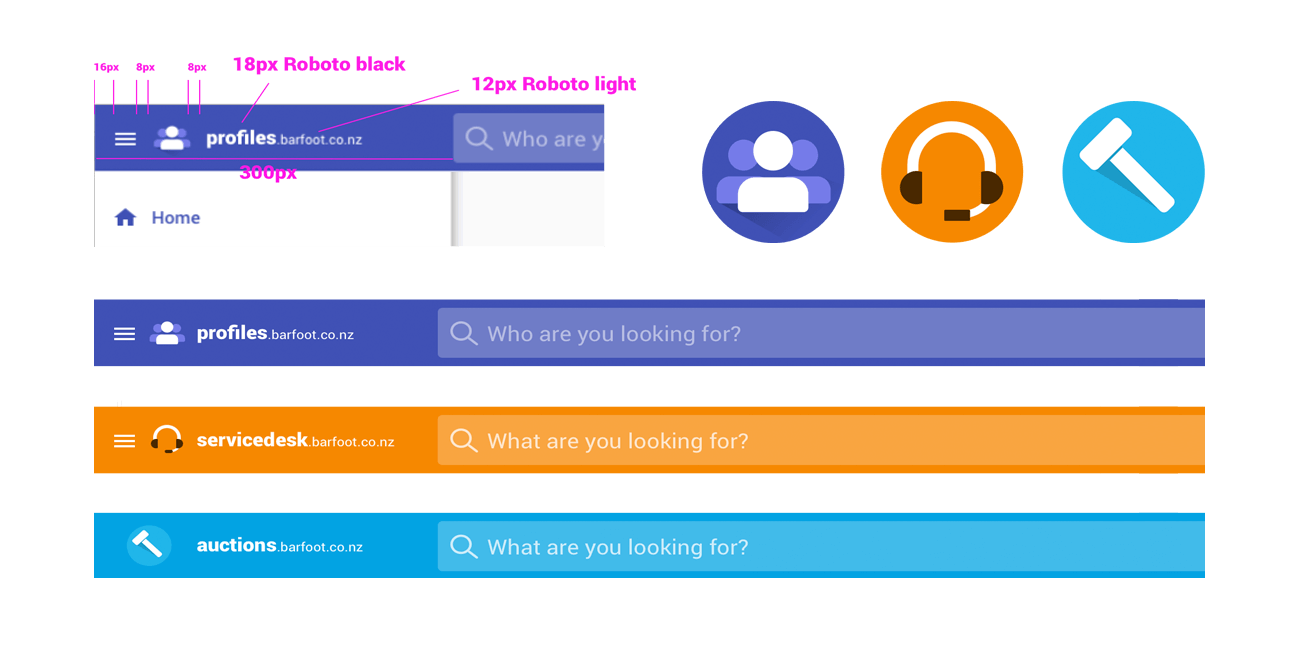 18px Roboto black
16px 8px 8px
12px Roboto light
profiles.barfoot.co.nz
Who are y
300px
Home
profiles.barfoot.co.nz
Who are you looking for?
servicedesk.barfoot.co.nz
What are you looking for?
auctions.barfoot.co.nz
What are you looking for?